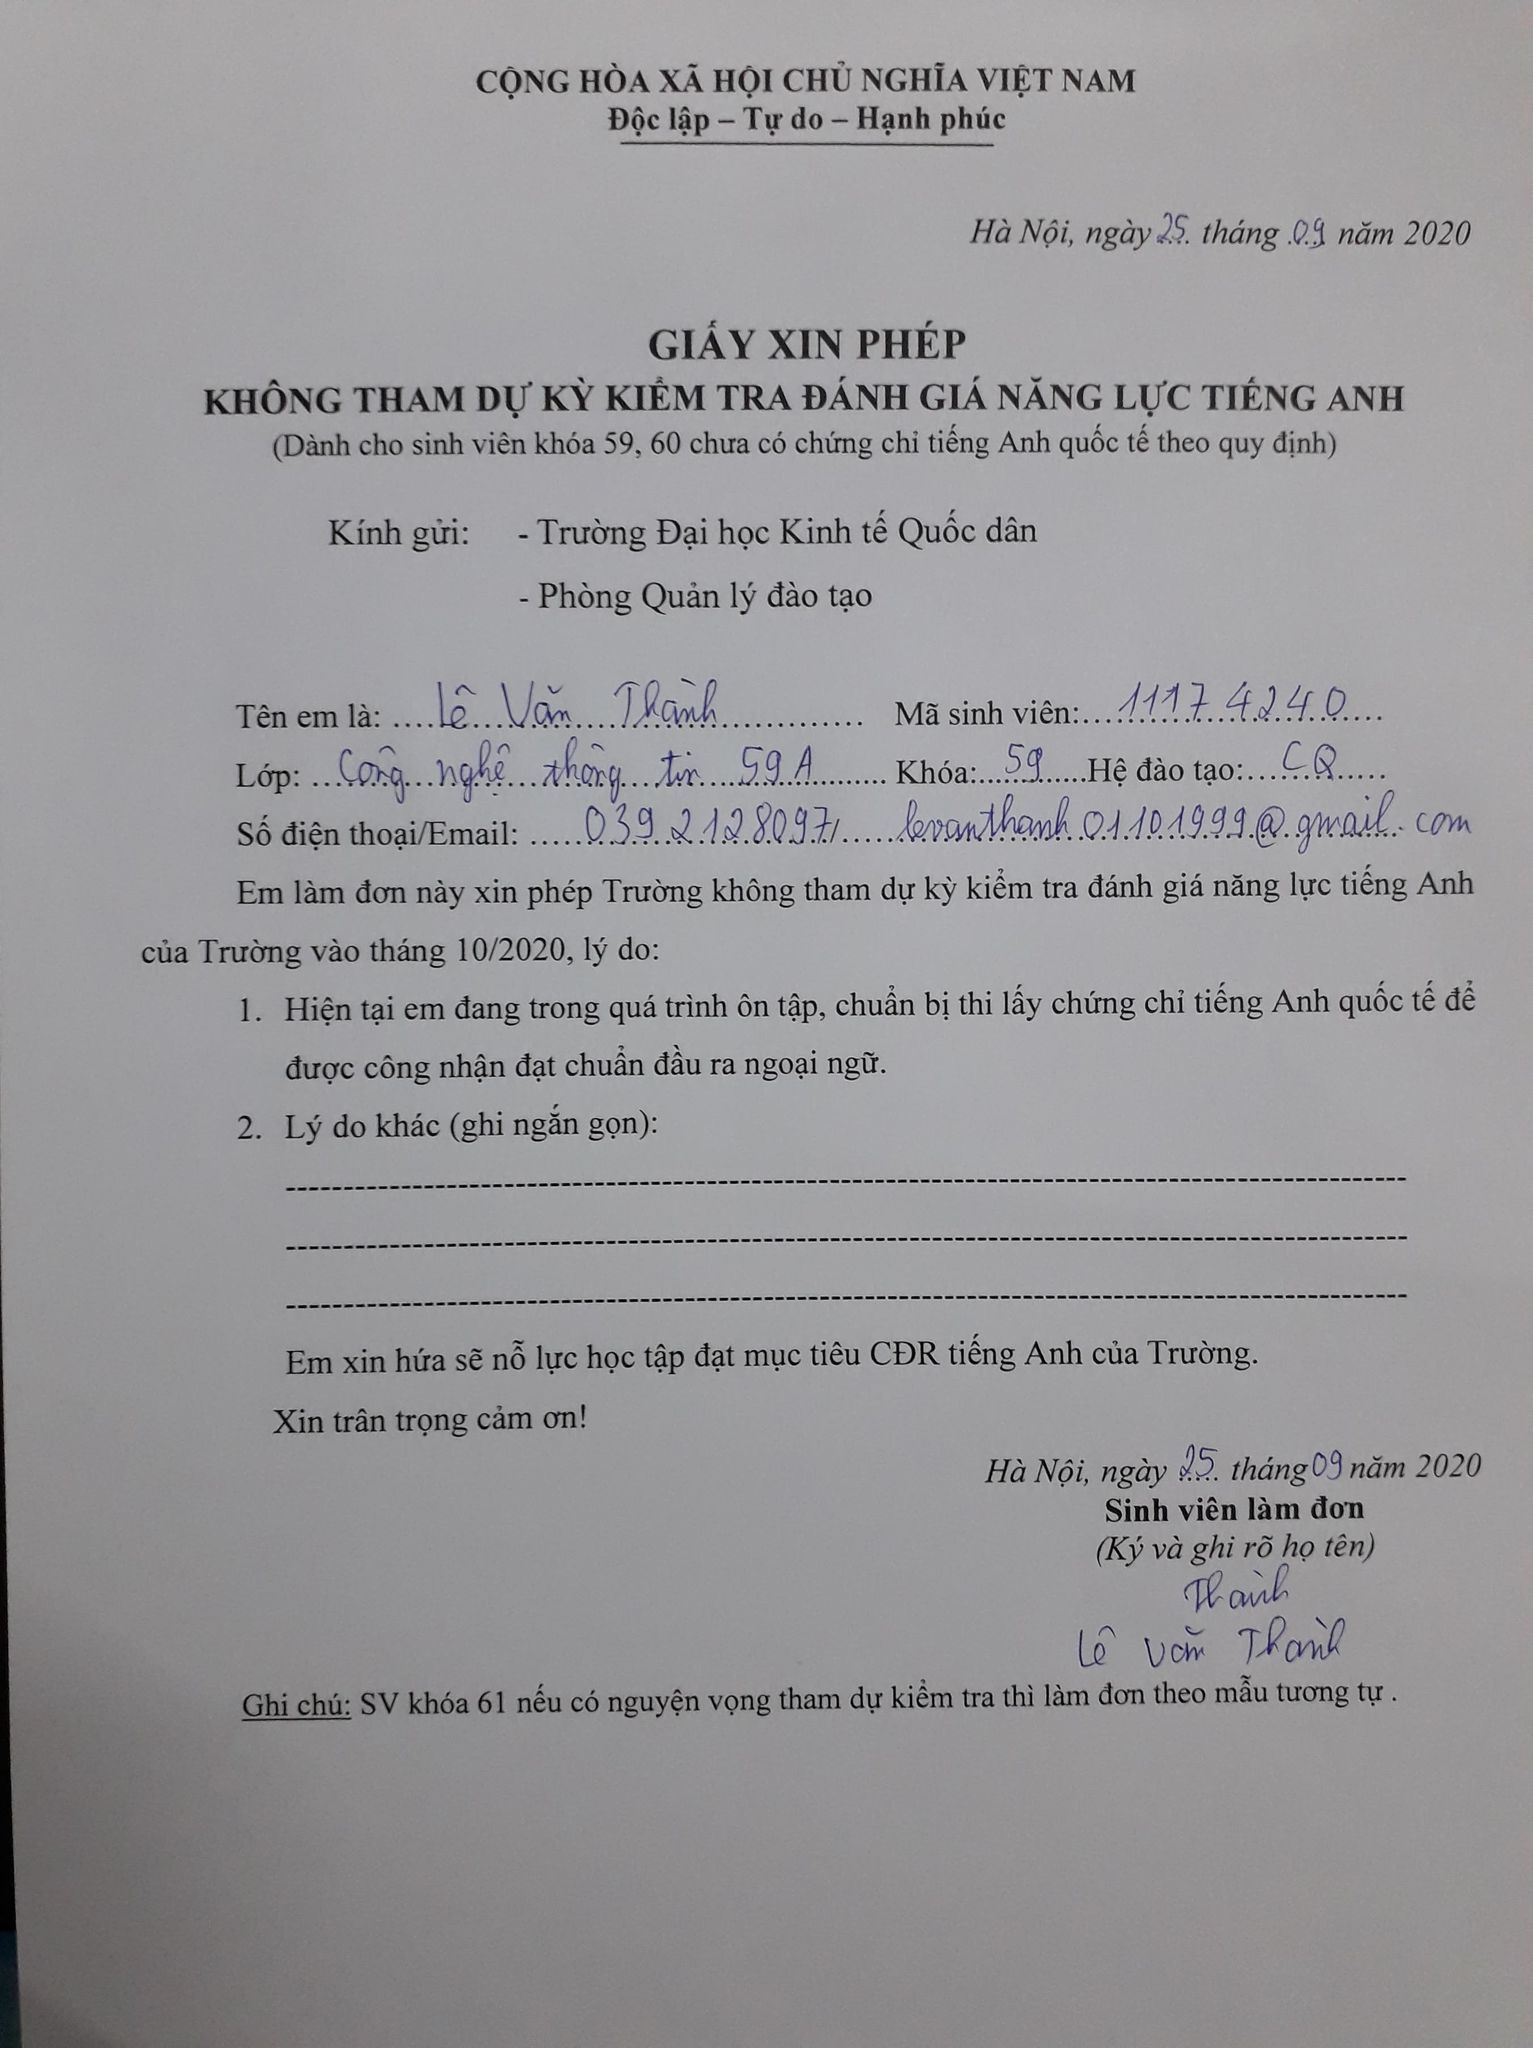 CỘNG HÒA XÃ HỘI CHỦ NGHĨA VIỆT NAM
Độc lập – Tự do – Hạnh phúc
Hà Nội, ngày 25 tháng 09 năm 2020
GIẤY XIN PHÉP
KHÔNG THAM DỰ KỲ KIỂM TRA ĐÁNH GIÁ NĂNG LỰC TIẾNG ANH
(Dành cho sinh viên khóa 59, 60 chưa có chứng chỉ tiếng Anh quốc tế theo quy định)
Kính gửi: - Trường Đại học Kinh tế Quốc dân
- Phòng Quản lý đào tạo
Tên em là: Lê Văn Thành Mã sinh viên: 11174240
Lớp: Công nghệ thông tin 59A Khóa: 59 Hệ đào tạo: CQ
Số điện thoại/Email: 0392128097/ levanthanh01101999@gmail.com
Em làm đơn này xin phép Trường không tham dự kỳ kiểm tra đánh giá năng lực tiếng Anh
của Trường vào tháng 10/2020, lý do:
1. Hiện tại em đang trong quá trình ôn tập, chuẩn bị thi lấy chứng chỉ tiếng Anh quốc tế để
được công nhận đạt chuẩn đầu ra ngoại ngữ.
2. Lý do khác (ghi ngắn gọn):
Em xin hứa sẽ nỗ lực học tập đạt mục tiêu CĐR tiếng Anh của Trường.
Xin trân trọng cảm ơn!
Hà Nội, ngày 25 tháng 09 năm 2020
Sinh viên làm đơn
(Ký và ghi rõ họ tên)
Thành
Lê Văn Thành
Ghi chú: SV khóa 61 nếu có nguyện vọng tham dự kiểm tra thì làm đơn theo mẫu tương tự .